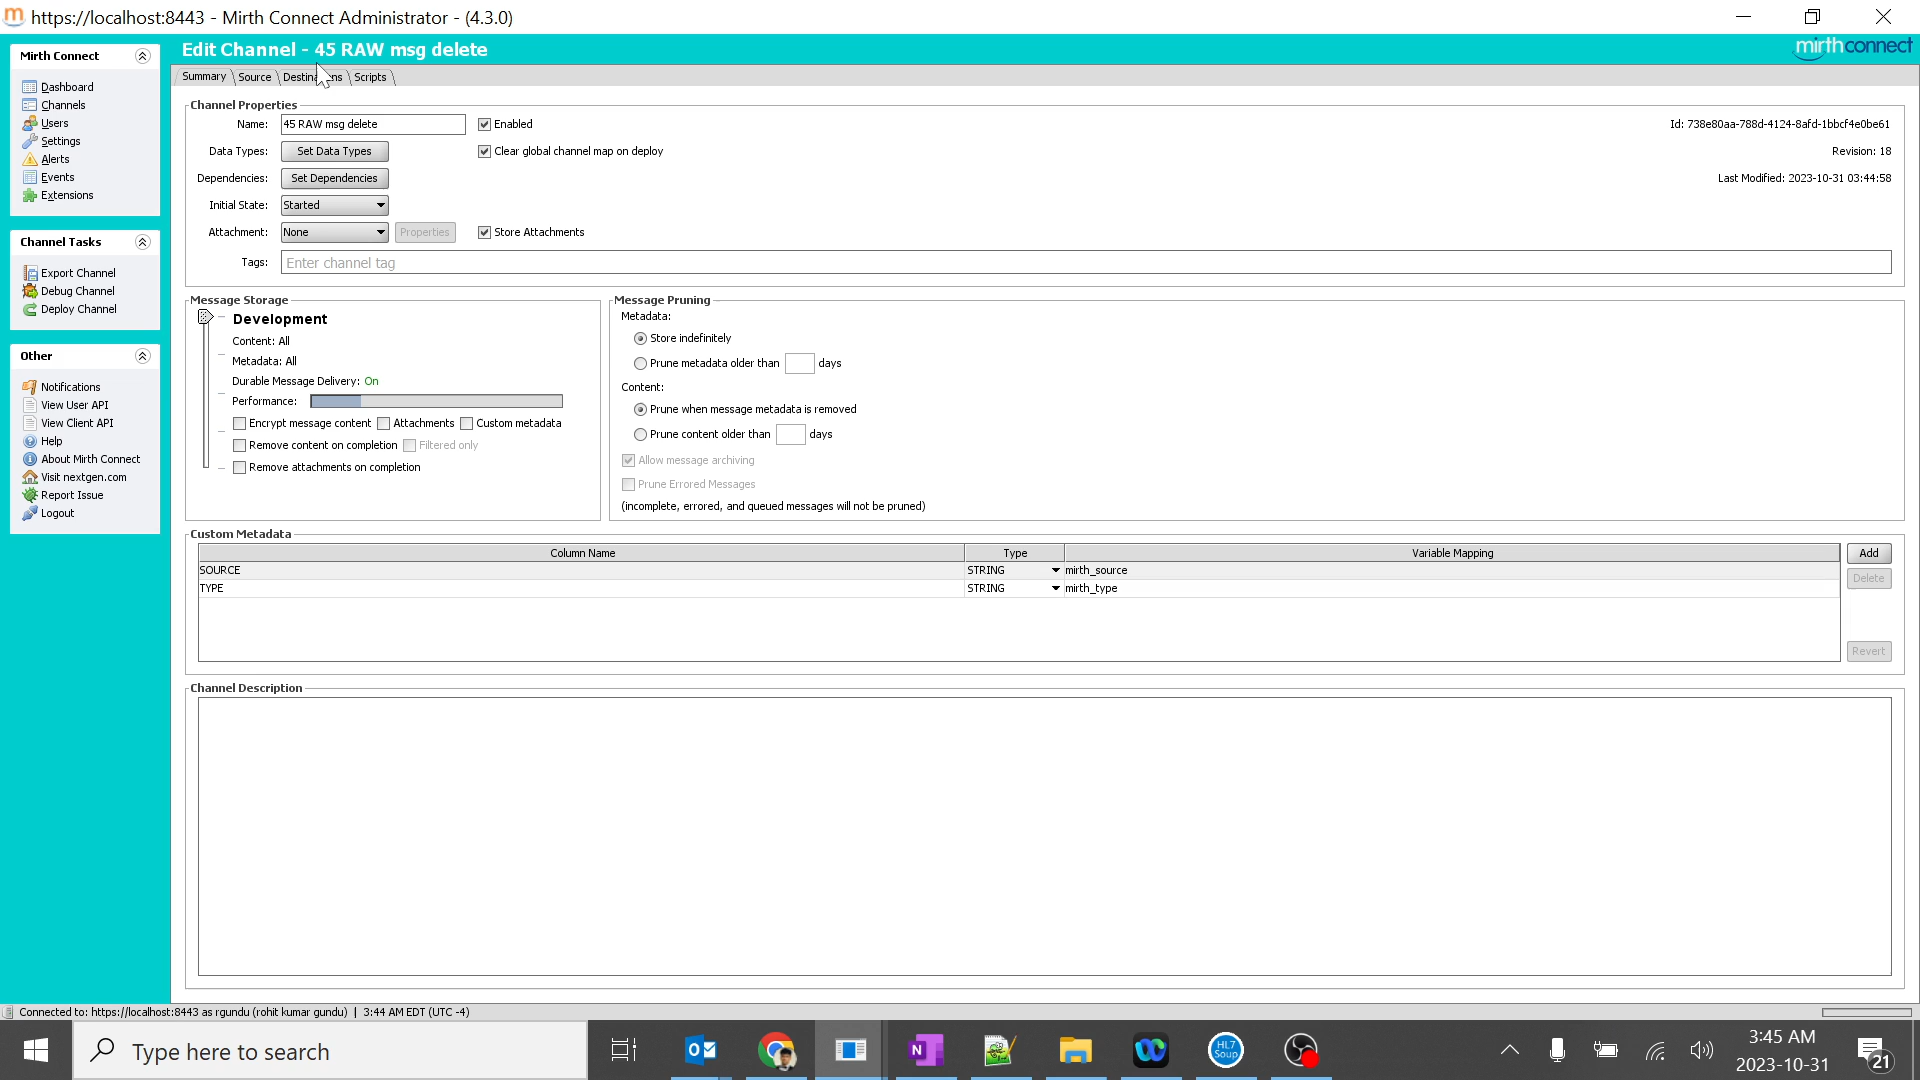 https://localhost:8443 - Mirth Connect Administrator - (4.3.0)
Mirth Connect
Edit Channel - 45 RAW msg delete
mirthconnect
Summary Source Destinations Scripts
Dashboard
Channels
Users
Settings
Alerts
Events
Extensions
Channel Tasks
Export Channel
Debug Channel
Deploy Channel
Other
Notifications
View User API
View Client API
Help
About Mirth Connect
Visit nextgen.com
Report Issue
Logout
Channel Properties
Name: 45 RAW msg delete Enabled Id: 738e80aa-788d-4124-8afd-1bbcf4e0be61
Data Types: Set Data Types Clear global channel map on deploy Revision: 18
Dependencies: Set Dependencies Last Modified: 2023-10-31 03:44:58
Initial State: Started
Attachment: None Properties Store Attachments
Tags: Enter channel tag
Message Storage
Development
Content: All
Metadata: All
Durable Message Delivery: On
Performance:
Encrypt message content Attachments Custom metadata
Remove content on completion Filtered only
Remove attachments on completion
Message Pruning
Metadata:
Store indefinitely
Prune metadata older than days
Content:
Prune when message metadata is removed
Prune content older than days
Allow message archiving
Prune Errored Messages
(incomplete, errored, and queued messages will not be pruned)
Custom Metadata
Column Name Type Variable Mapping Add
SOURCE STRING mirth_source
TYPE STRING mirth_type
Delete
Revert
Channel Description
Connected to: https://localhost:8443 as rgundu (rohit kumar gundu) | 3:44 AM EDT (UTC -4)
Type here to search
HL7
Soup
3:45 AM
2023-10-31
21